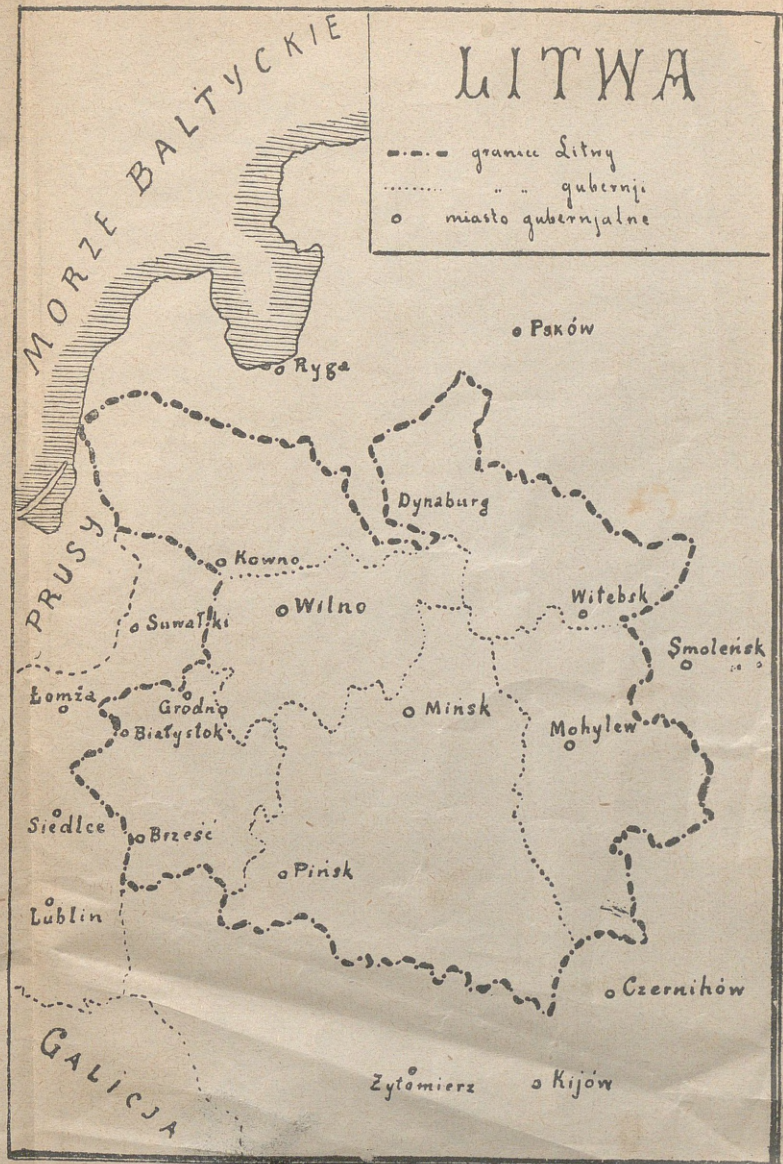 LITWA
granice Litwy
" " gubernji
miasto gubernjalne
MORZE BAŁTYCKIE
Psków
Ryga
Dynaburg
PRUSY
Kowno
Wilno
Witebsk
Suwałki
Smoleńsk
Łomża
Grodno
Mińsk
Białystok
Mohylew
Siedlce
Brześć
Pińsk
Lublin
Czernihów
GALICJA
Żytomierz
Kijów